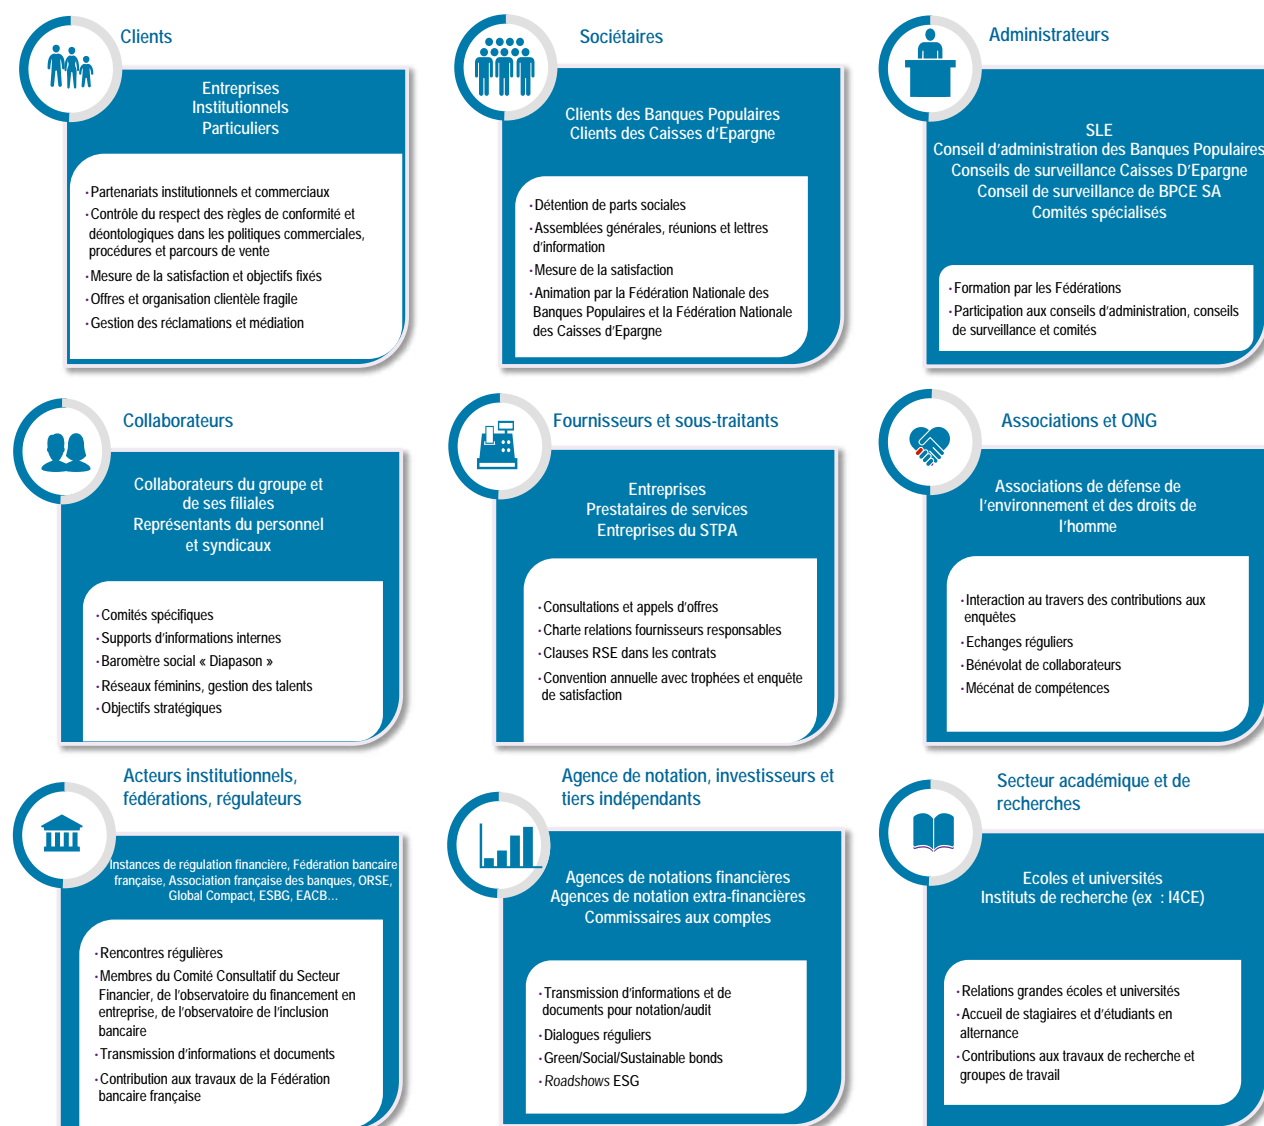 Clients
Entreprises
Institutionnels
Particuliers
·Partenariats institutionnels et commerciaux
·Contrôle du respect des règles de conformité et
déontologiques dans les politiques commerciales,
procédures et parcours de vente
·Mesure de la satisfaction et objectifs fixés
·Offres et organisation clientèle fragile
·Gestion des réclamations et médiation
Sociétaires
Clients des Banques Populaires
Clients des Caisses d'Epargne
·Détention de parts sociales
·Assemblées générales, réunions et lettres
d'information
·Mesure de la satisfaction
·Animation par la Fédération Nationale des
Banques Populaires et la Fédération Nationale
des Caisses d'Epargne
Administrateurs
SLE
Conseil d'administration des Banques Populaires
Conseils de surveillance Caisses D'Epargne
Conseil de surveillance de BPCE SA
Comités spécialisés
·Formation par les Fédérations
·Participation aux conseils d'administration, conseils
de surveillance et comités
Collaborateurs
Collaborateurs du groupe et
de ses filiales
Représentants du personnel
et syndicaux
·Comités spécifiques
·Supports d'informations internes
·Baromètre social « Diapason »
·Réseaux féminins, gestion des talents
·Objectifs stratégiques
Fournisseurs et sous-traitants
Entreprises
Prestataires de services
Entreprises du STPA
·Consultations et appels d'offres
·Charte relations fournisseurs responsables
·Clauses RSE dans les contrats
·Convention annuelle avec trophées et enquête
de satisfaction
Associations et ONG
Associations de défense de
l'environnement et des droits de
l'homme
·Interaction au travers des contributions aux
enquêtes
·Echanges réguliers
·Bénévolat de collaborateurs
·Mécénat de compétences
Acteurs institutionnels,
fédérations, régulateurs
Instances de régulation financière, Fédération bancaire
française, Association française des banques, ORSE,
Global Compact, ESBG, EACB...
·Rencontres régulières
·Membres du Comité Consultatif du Secteur
Financier, de l'observatoire du financement en
entreprise, de l'observatoire de l'inclusion
bancaire
·Transmission d'informations et documents
·Contribution aux travaux de la Fédération
bancaire française
Agence de notation, investisseurs et
tiers indépendants
Agences de notations financières
Agences de notation extra-financières
Commissaires aux comptes
·Transmission d'informations et de
documents pour notation/audit
·Dialogues réguliers
·Green/Social/Sustainable bonds
·Roadshows ESG
Secteur académique et de
recherches
Ecoles et universités
Instituts de recherche (ex : I4CE)
·Relations grandes écoles et universités
·Accueil de stagiaires et d'étudiants en
alternance
·Contributions aux travaux de recherche et
groupes de travail